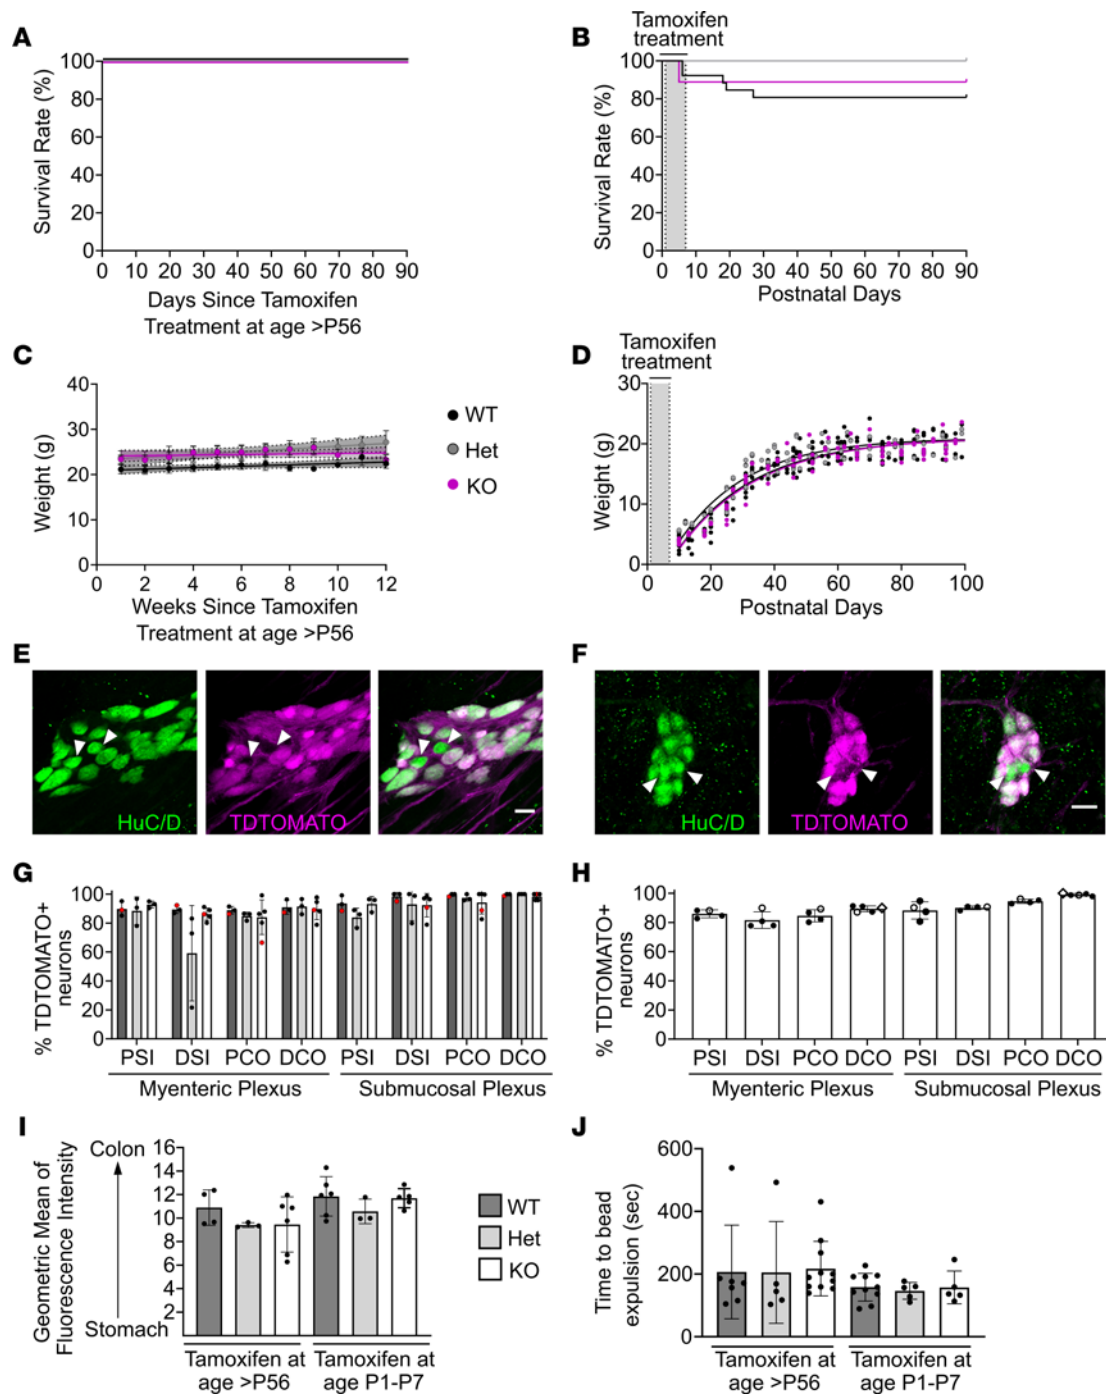 A
Survival Rate (%)
100
80
60
40
20
0
0 10 20 30 40 50 60 70 80 90
Days Since Tamoxifen
Treatment at age >P56
B
Tamoxifen
treatment
Survival Rate (%)
100
80
60
40
20
0
0 10 20 30 40 50 60 70 80 90
Postnatal Days
C
Weight (g)
40
30
20
10
0
0 2 4 6 8 10 12
Weeks Since Tamoxifen
Treatment at age >P56
WT
Het
KO
D
Tamoxifen
treatment
Weight (g)
30
20
10
0
0 20 40 60 80 100
Postnatal Days
E
HuC/D
TDTOMATO
F
HuC/D
TDTOMATO
G
% TDTOMATO+
neurons
100
80
60
40
20
0
PSI DSI PCO DCO PSI DSI PCO DCO
Myenteric Plexus Submucosal Plexus
H
% TDTOMATO+
neurons
100
80
60
40
20
0
PSI DSI PCO DCO PSI DSI PCO DCO
Myenteric Plexus Submucosal Plexus
I
Geometric Mean of
Fluorescence Intensity
Colon
Stomach
16
14
12
10
8
6
4
2
Tamoxifen at
age >P56
Tamoxifen at
age P1-P7
WT
Het
KO
J
Time to bead
expulsion (sec)
600
400
200
0
Tamoxifen at
age >P56
Tamoxifen at
age P1-P7